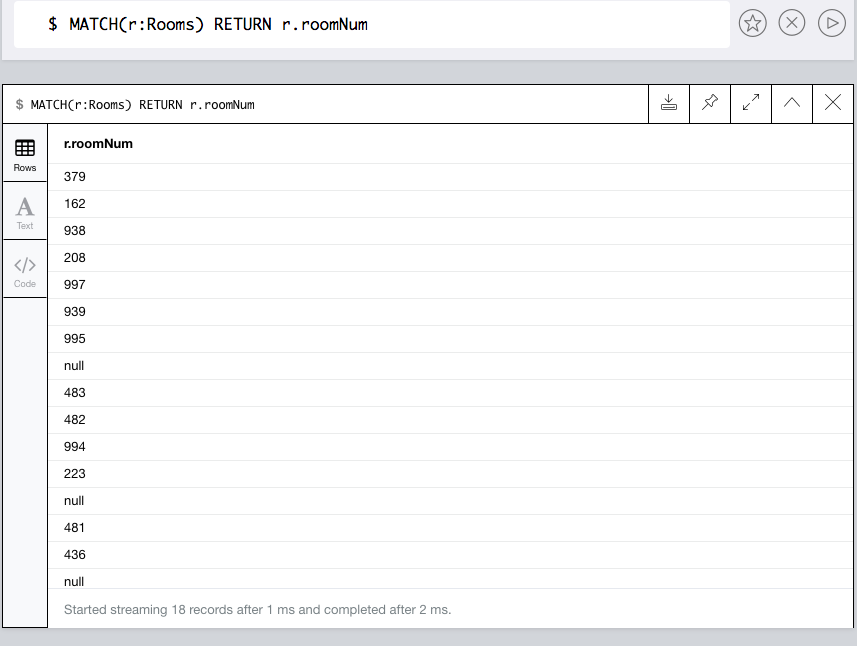 $ MATCH(r:Rooms) RETURN r.roomNum
$ MATCH(r:Rooms) RETURN r.roomNum
Rows
A
Text
</>
Code
r.roomNum
379
162
938
208
997
939
995
null
483
482
994
223
null
481
436
null
Started streaming 18 records after 1 ms and completed after 2 ms.